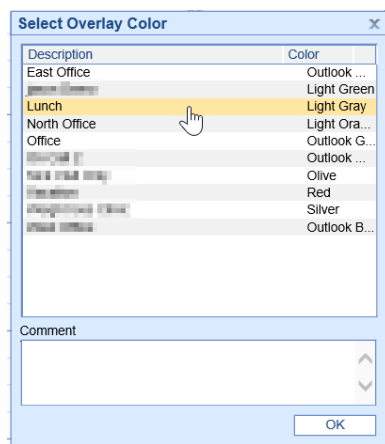 Select Overlay Color
Description Color
East Office Outlook ...
Light Green
Lunch Light Gray
North Office Light Ora...
Office Outlook G...
Outlook ...
Olive
Red
Silver
Outlook B...
Comment
OK